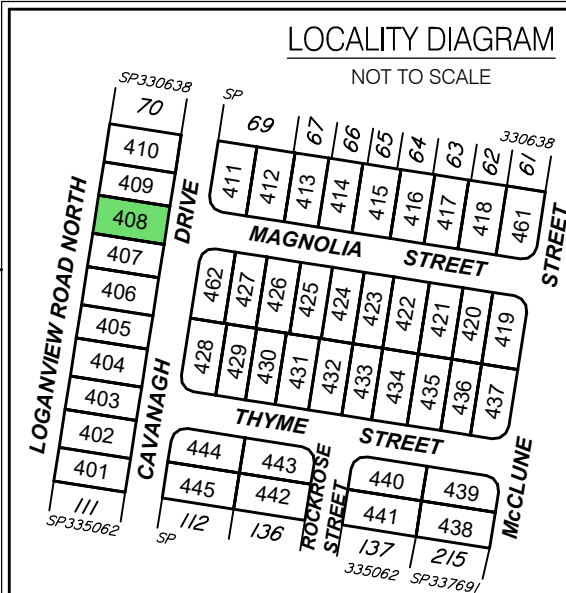 LOCALITY DIAGRAM
NOT TO SCALE
SP330638
70
410
409
408
407
406
405
404
403
402
401
111
SP335062
LOGANVIEW ROAD NORTH
CAVANAGH DRIVE
SP 330638
69 67 66 65 64 63 62 61
411 412 413 414 415 416 417 418 461
MAGNOLIA STREET
462 427 426 425 424 423 422 421 420 419
428 429 430 431 432 433 434 435 436 437
THYME STREET
McCLUNE STREET
444 443
445 442
112 136
SP
ROCKROSE STREET
440 439
441 438
137 215
335062 SP337691